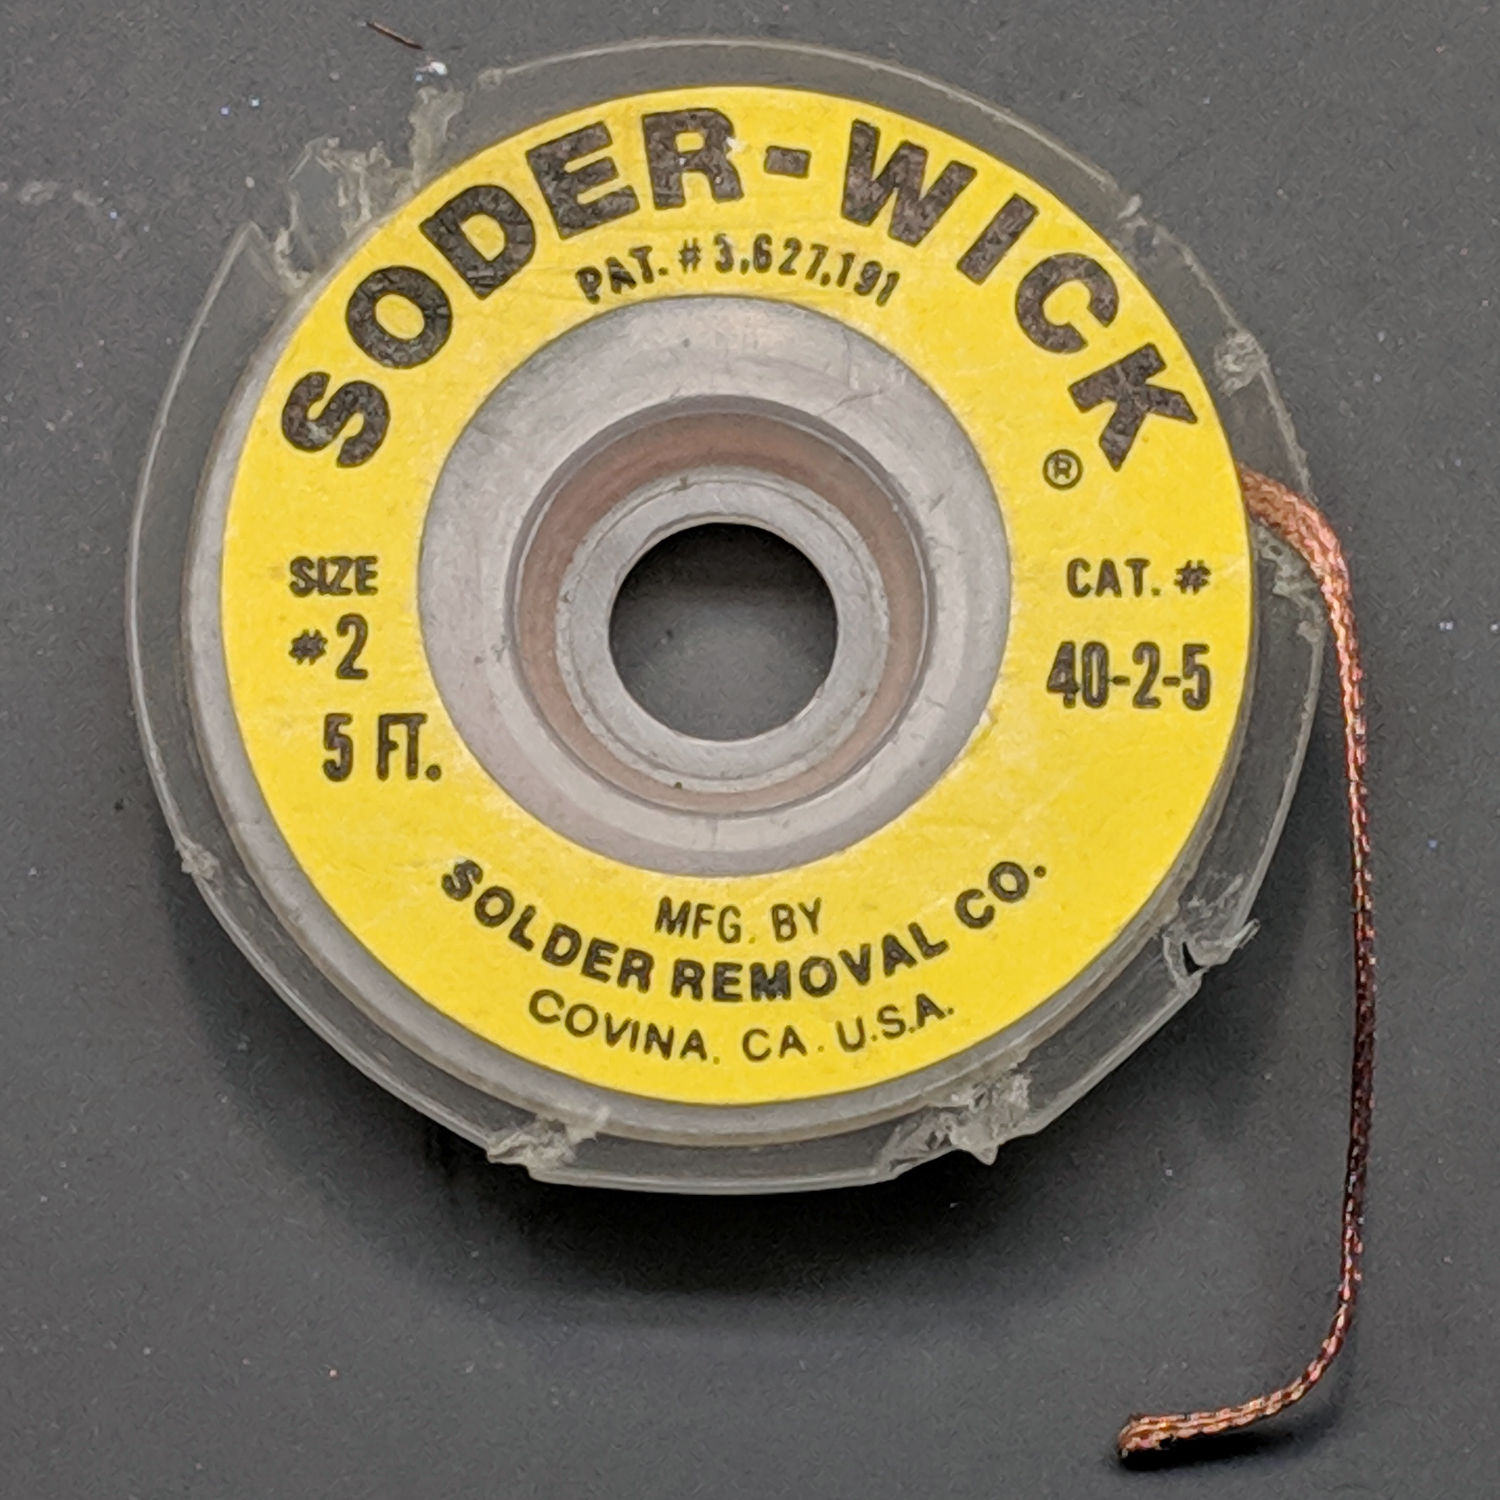 SODER-WICK
®
PAT. # 3,627,191
SIZE
#2
5 FT.
CAT. #
40-2-5
MFG. BY
SOLDER REMOVAL CO.
COVINA. CA. U.S.A.